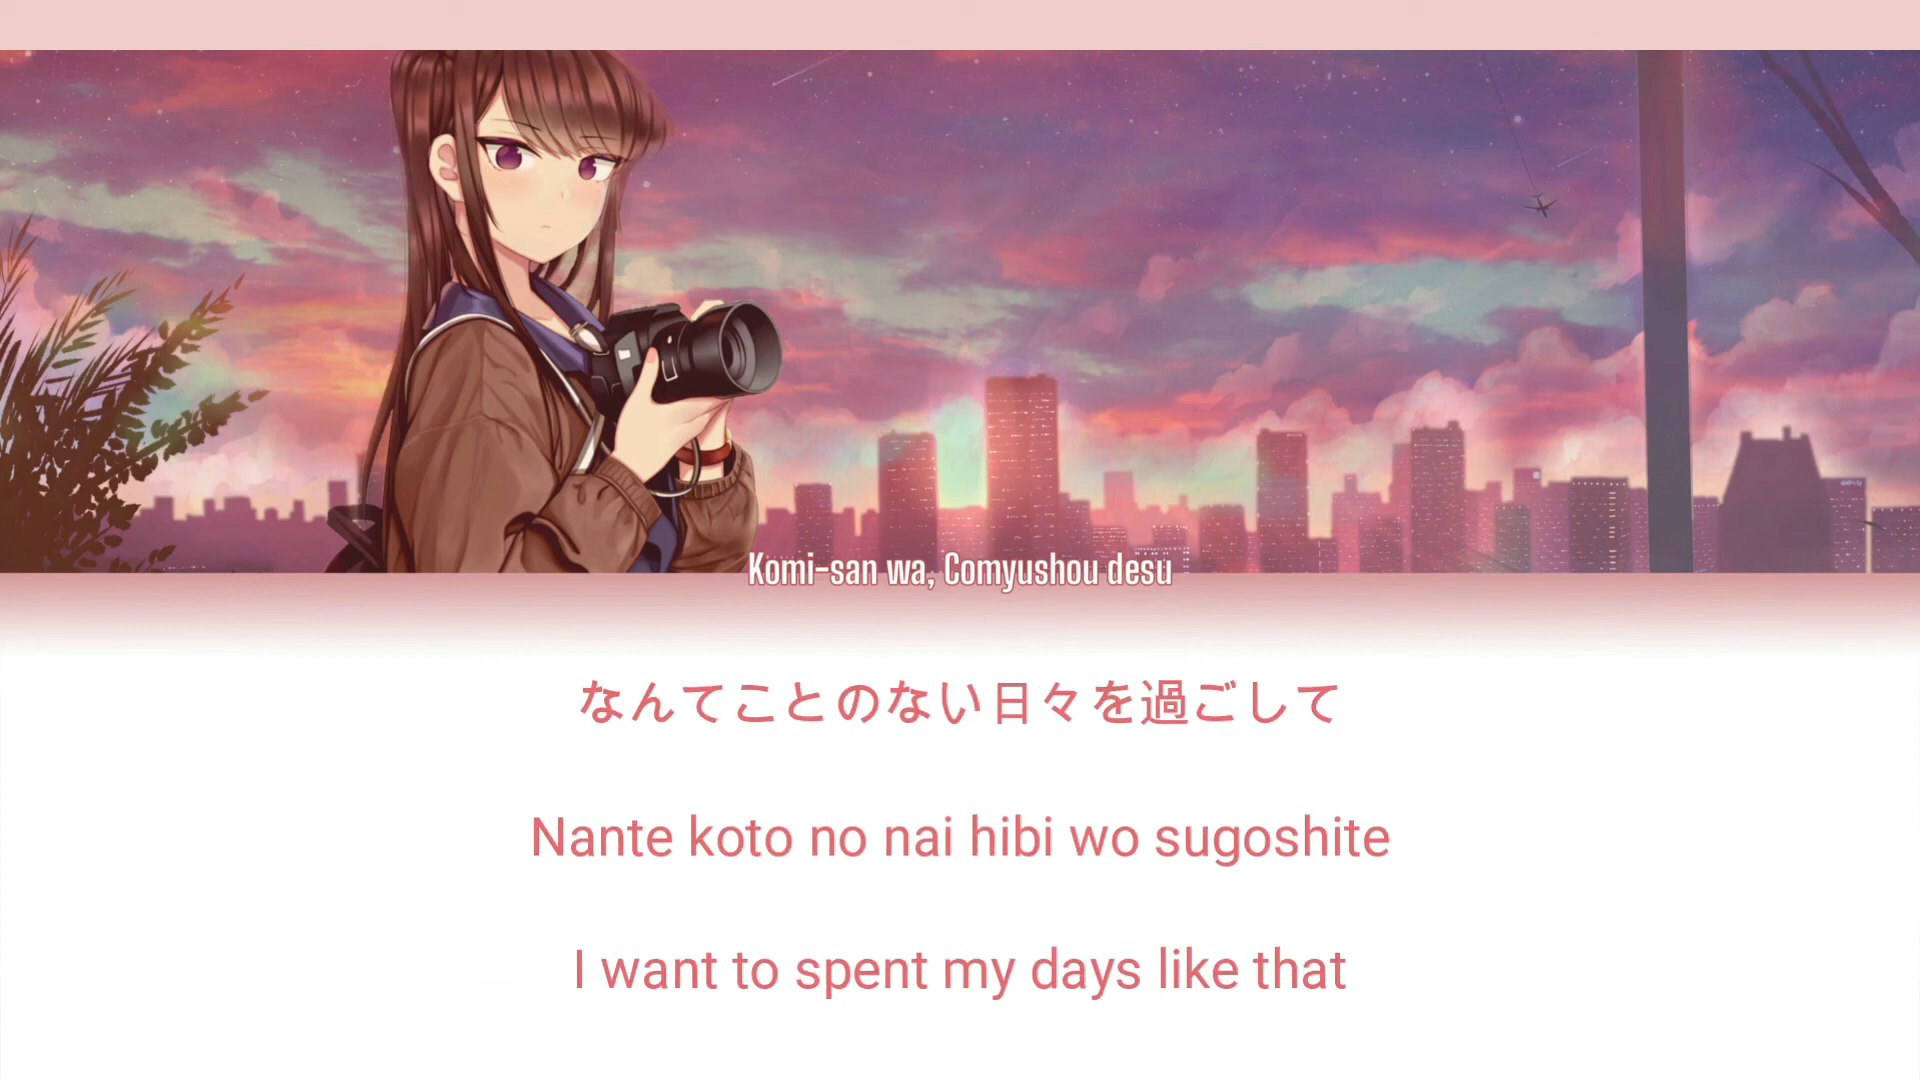 Komi-san wa, Comyushou desu
なんてことのない日々を過ごして
Nante koto no nai hibi wo sugoshite
I want to spent my days like that